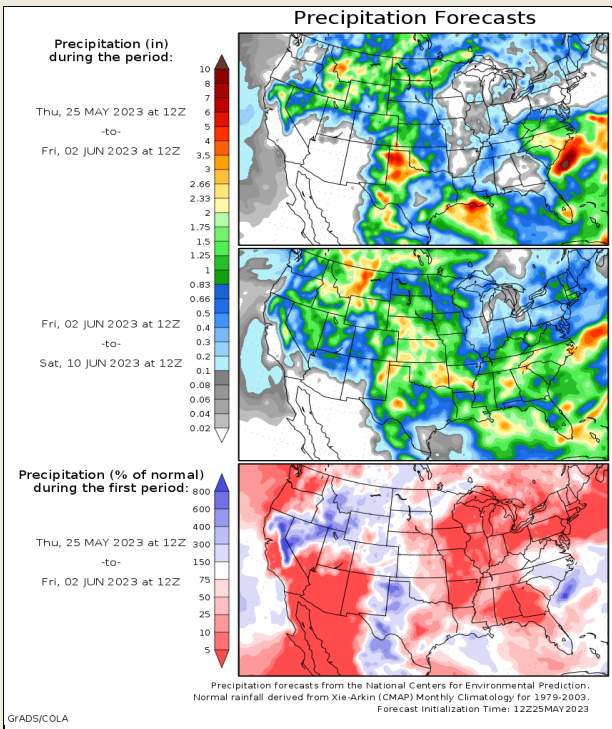 Precipitation Forecasts
Precipitation (in)
during the period:
Thu, 25 MAY 2023 at 12Z
-to-
Fri, 02 JUN 2023 at 12Z
10
8
7
6
5
4
3.5
3
2.66
2.33
2
1.75
1.5
1.25
1
0.83
0.66
0.5
0.4
0.3
0.2
0.1
0.08
0.06
0.04
0.02
Fri, 02 JUN 2023 at 12Z
-to-
Sat, 10 JUN 2023 at 12Z
Precipitation (% of normal)
during the first period:
Thu, 25 MAY 2023 at 12Z
-to-
Fri, 02 JUN 2023 at 12Z
800
600
400
300
150
75
50
25
10
5
Precipitation forecasts from the National Centers for Environmental Prediction.
Normal rainfall derived from Xie-Arkin (CMAP) Monthly Climatology for 1979-2003.
Forecast Initialization Time: 12Z25MAY2023
GrADS/COLA